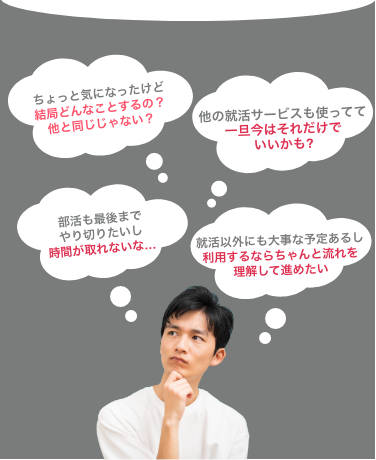 ちょっと気になったけど
結局どんなことするの？
他と同じじゃない？
他の就活サービスも使ってて
一旦今はそれだけで
いいかも?
部活も最後まで
やり切りたいし
時間が取れないな...
就活以外にも大事な予定あるし
利用するならちゃんと流れを
理解して進めたい